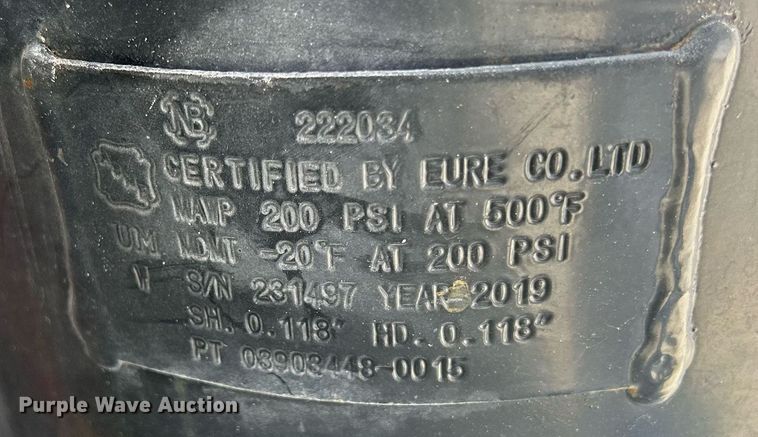 NB 222034
CERTIFIED BY EURE CO.LTD
MAWP 200 PSI AT 500°F
UM MDMT -20°F AT 200 PSI
W S/N 231497 YEAR 2019
SH. 0.118" HD. 0.118"
PT 03903448-0015
Purple Wave Auction